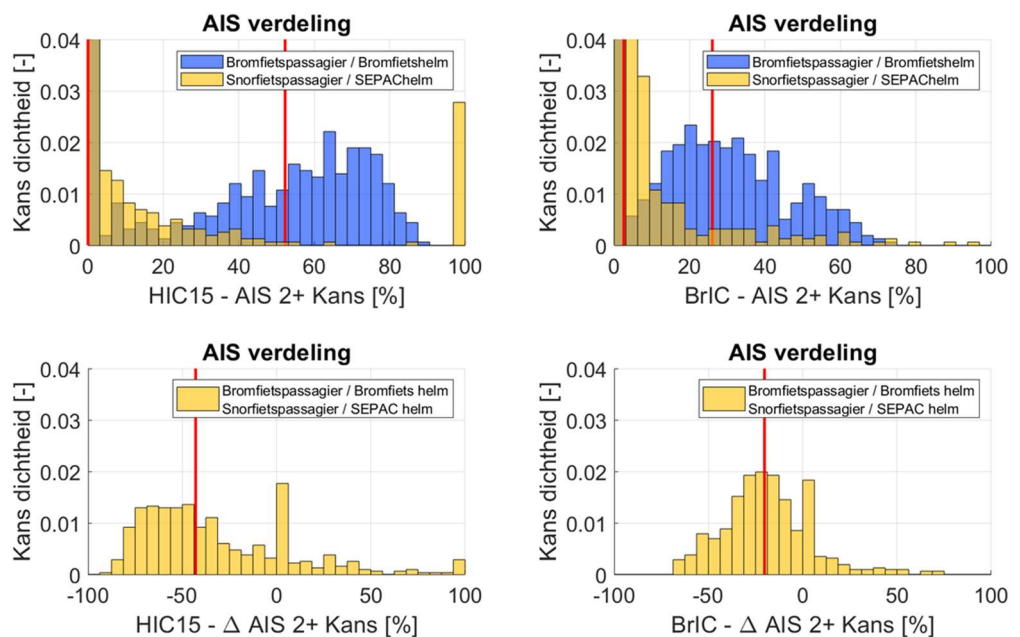 AIS verdeling
0.04
0.03
0.02
0.01
0
Kans dichtheid [-]
Bromfietspassagier / Bromfietshelm
Snorfietspassagier / SEPAChelm
0 20 40 60 80 100
HIC15 - AIS 2+ Kans [%]
AIS verdeling
0.04
0.03
0.02
0.01
0
Kans dichtheid [-]
Bromfietspassagier / Bromfietshelm
Snorfietspassagier / SEPAChelm
0 20 40 60 80 100
BrIC - AIS 2+ Kans [%]
AIS verdeling
0.04
0.03
0.02
0.01
0
Kans dichtheid [-]
Bromfietspassagier / Bromfiets helm
Snorfietspassagier / SEPAC helm
-100 -50 0 50 100
HIC15 - Δ AIS 2+ Kans [%]
AIS verdeling
0.04
0.03
0.02
0.01
0
Kans dichtheid [-]
Bromfietspassagier / Bromfiets helm
Snorfietspassagier / SEPAC helm
-100 -50 0 50 100
BrIC - Δ AIS 2+ Kans [%]